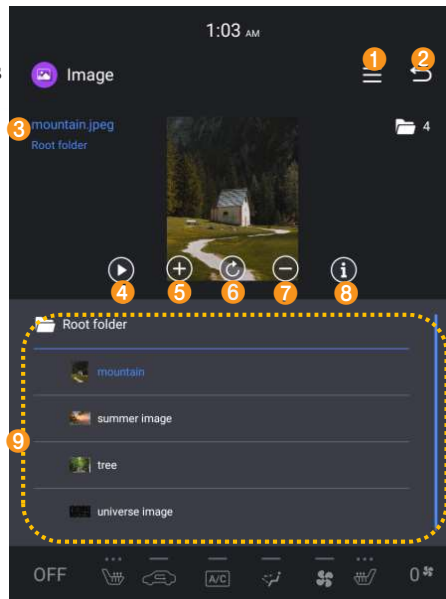 1:03 AM
1
2
3
Image
3
mountain.jpeg
4
Root folder
4
5
6
7
8
i
Root folder
mountain
summer image
9
tree
universe image
OFF
A/C
0